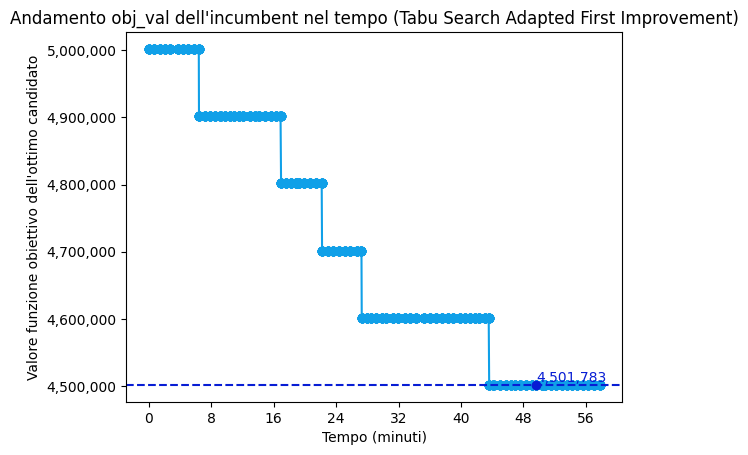 Andamento obj_val dell'incumbent nel tempo (Tabu Search Adapted First Improvement)
Valore funzione obiettivo dell'ottimo candidato
5,000,000
4,900,000
4,800,000
4,700,000
4,600,000
4,500,000
4,501,783
0 8 16 24 32 40 48 56
Tempo (minuti)